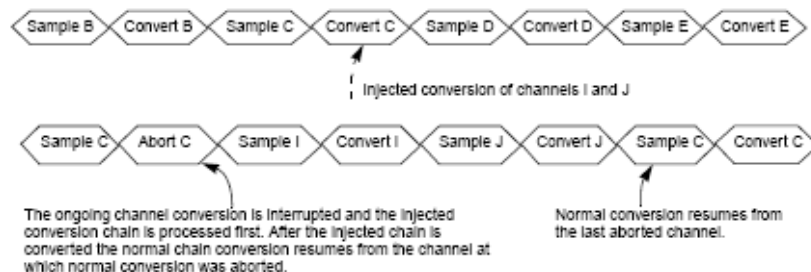 Sample B Convert B Sample C Convert C Sample D Convert D Sample E Convert E
Injected conversion of channels I and J
Sample C Abort C Sample I Convert I Sample J Convert J Sample C Convert C
The ongoing channel conversion is interrupted and the injected
conversion chain is processed first. After the injected chain is
converted the normal chain conversion resumes from the channel at
which normal conversion was aborted.
Normal conversion resumes from
the last aborted channel.